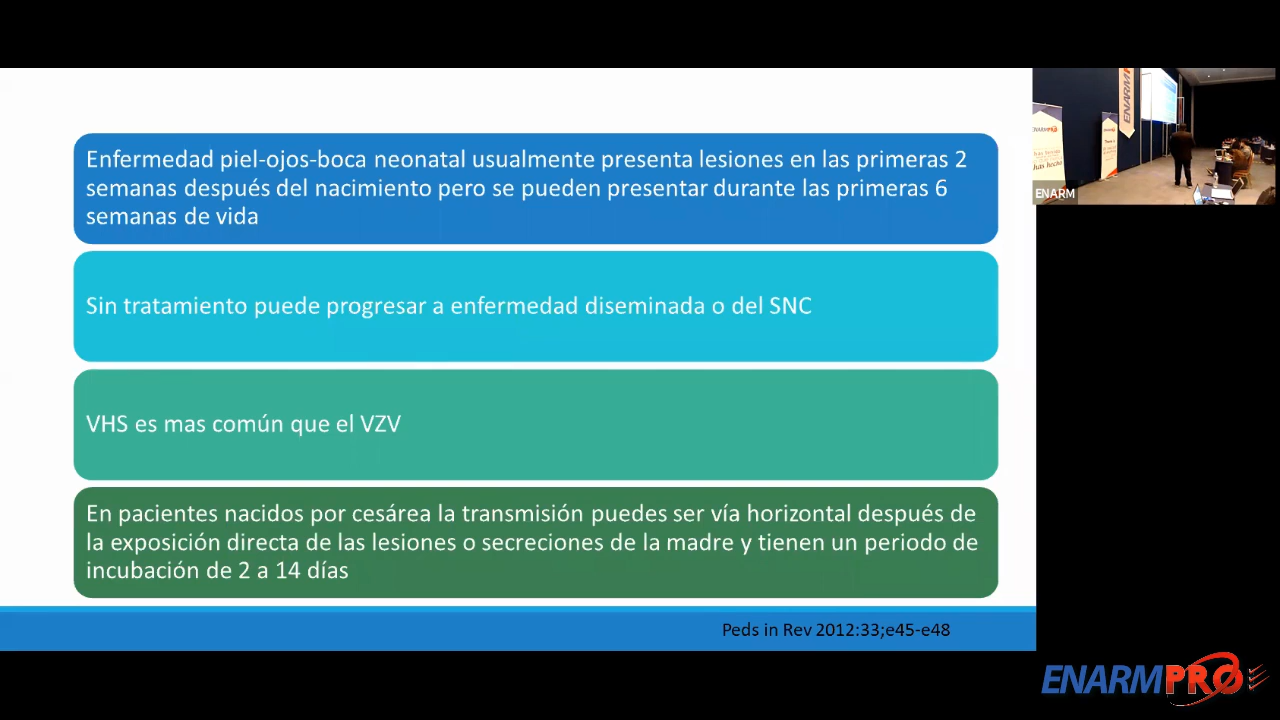 Enfermedad piel-ojos-boca neonatal usualmente presenta lesiones en las primeras 2
semanas después del nacimiento pero se pueden presentar durante las primeras 6
semanas de vida
Sin tratamiento puede progresar a enfermedad diseminada o del SNC
VHS es mas común que el VZV
En pacientes nacidos por cesárea la transmisión puedes ser vía horizontal después de
la exposición directa de las lesiones o secreciones de la madre y tienen un periodo de
incubación de 2 a 14 días
Peds in Rev 2012:33;e45-e48
ENARM
ENARMPRO